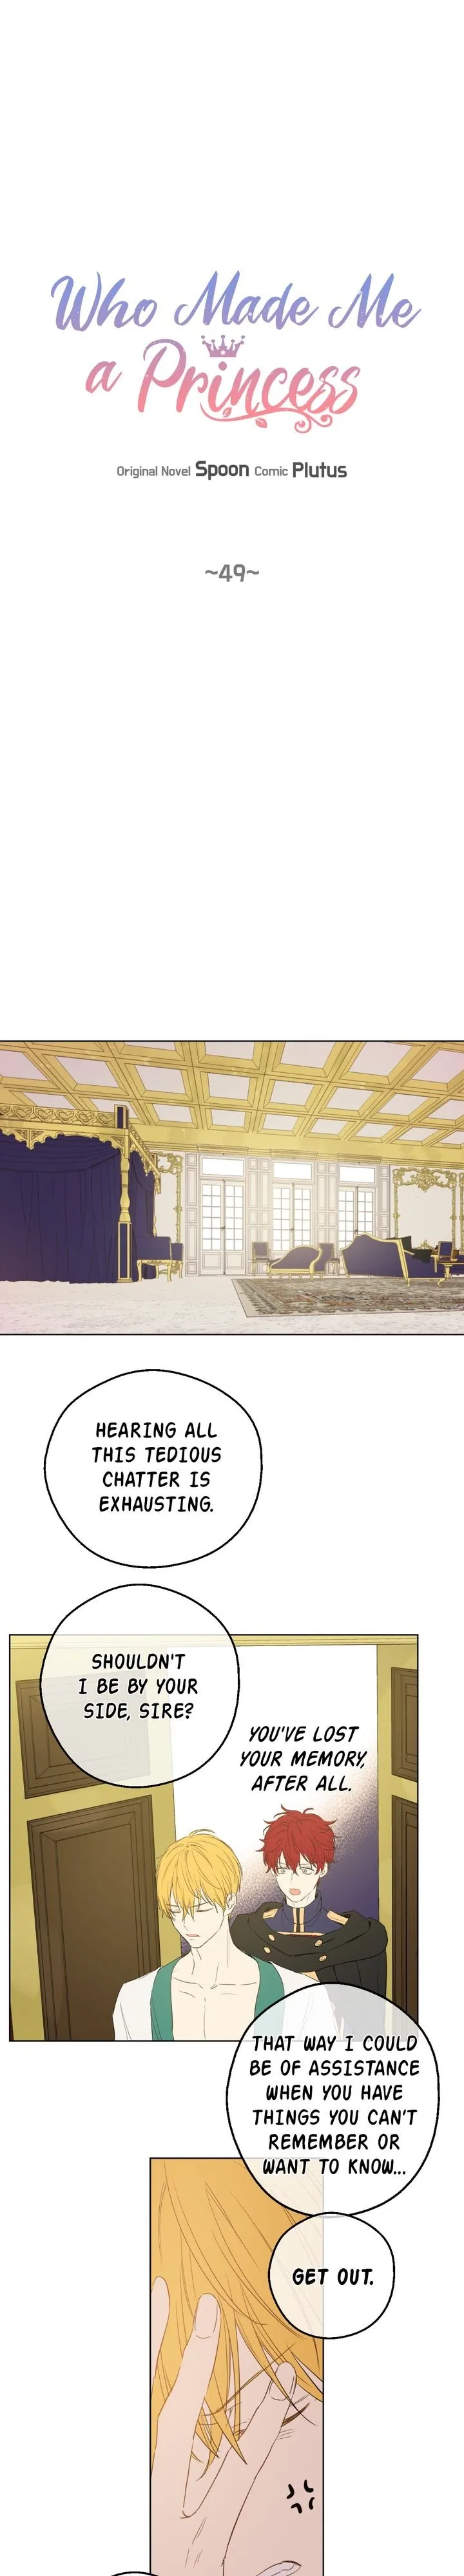 Who Made Me
a Princess
Original Novel Spoon Comic Plutus
~49~
HEARING ALL
THIS TEDIOUS
CHATTER IS
EXHAUSTING.
SHOULDN'T
I BE BY YOUR
SIDE, SIRE?
YOU'VE LOST
YOUR MEMORY,
AFTER ALL.
THAT WAY I COULD
BE OF ASSISTANCE
WHEN YOU HAVE
THINGS YOU CAN'T
REMEMBER OR
WANT TO KNOW...
GET OUT.